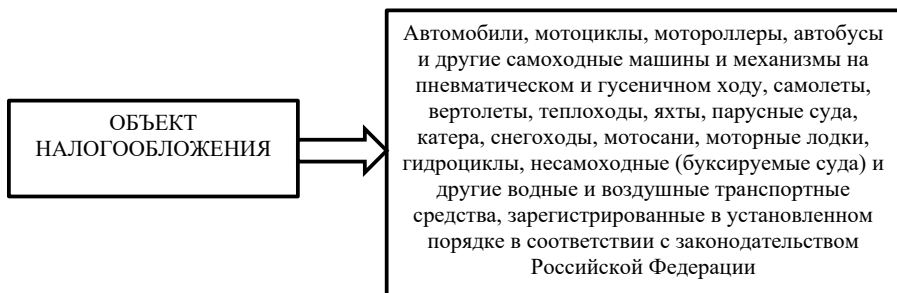 ОБЪЕКТ
НАЛОГООБЛОЖЕНИЯ
Автомобили, мотоциклы, мотороллеры, автобусы
и другие самоходные машины и механизмы на
пневматическом и гусеничном ходу, самолеты,
вертолеты, теплоходы, яхты, парусные суда,
катера, снегоходы, мотосани, моторные лодки,
гидроциклы, несамоходные (буксируемые суда) и
другие водные и воздушные транспортные
средства, зарегистрированные в установленном
порядке в соответствии с законодательством
Российской Федерации